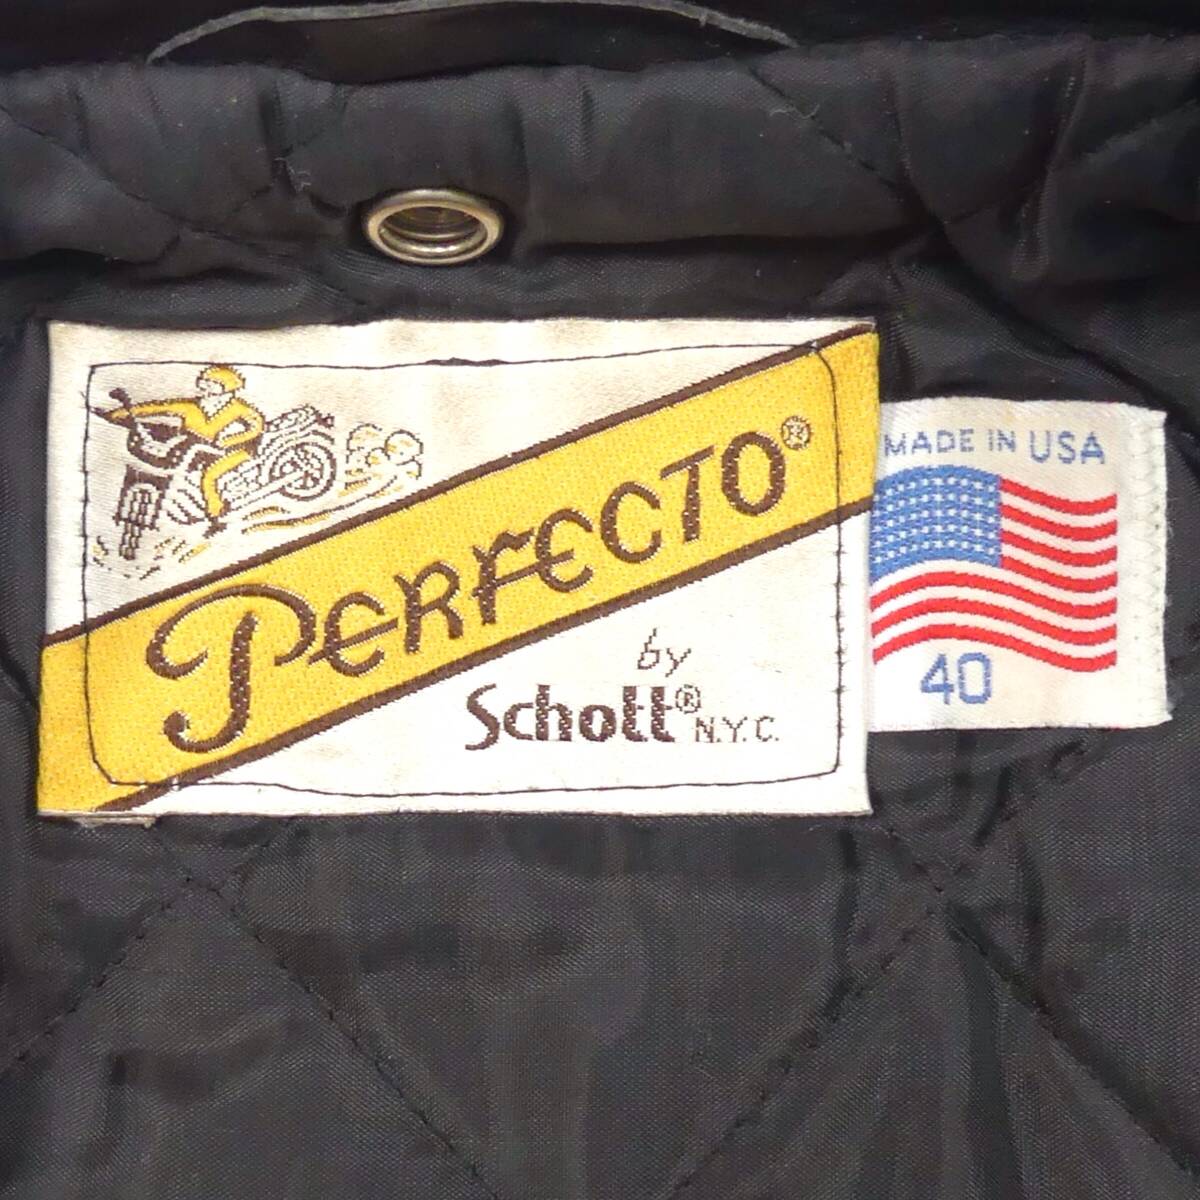 PERFECTO®
by
Schott® N.Y.C.
MADE IN USA
40